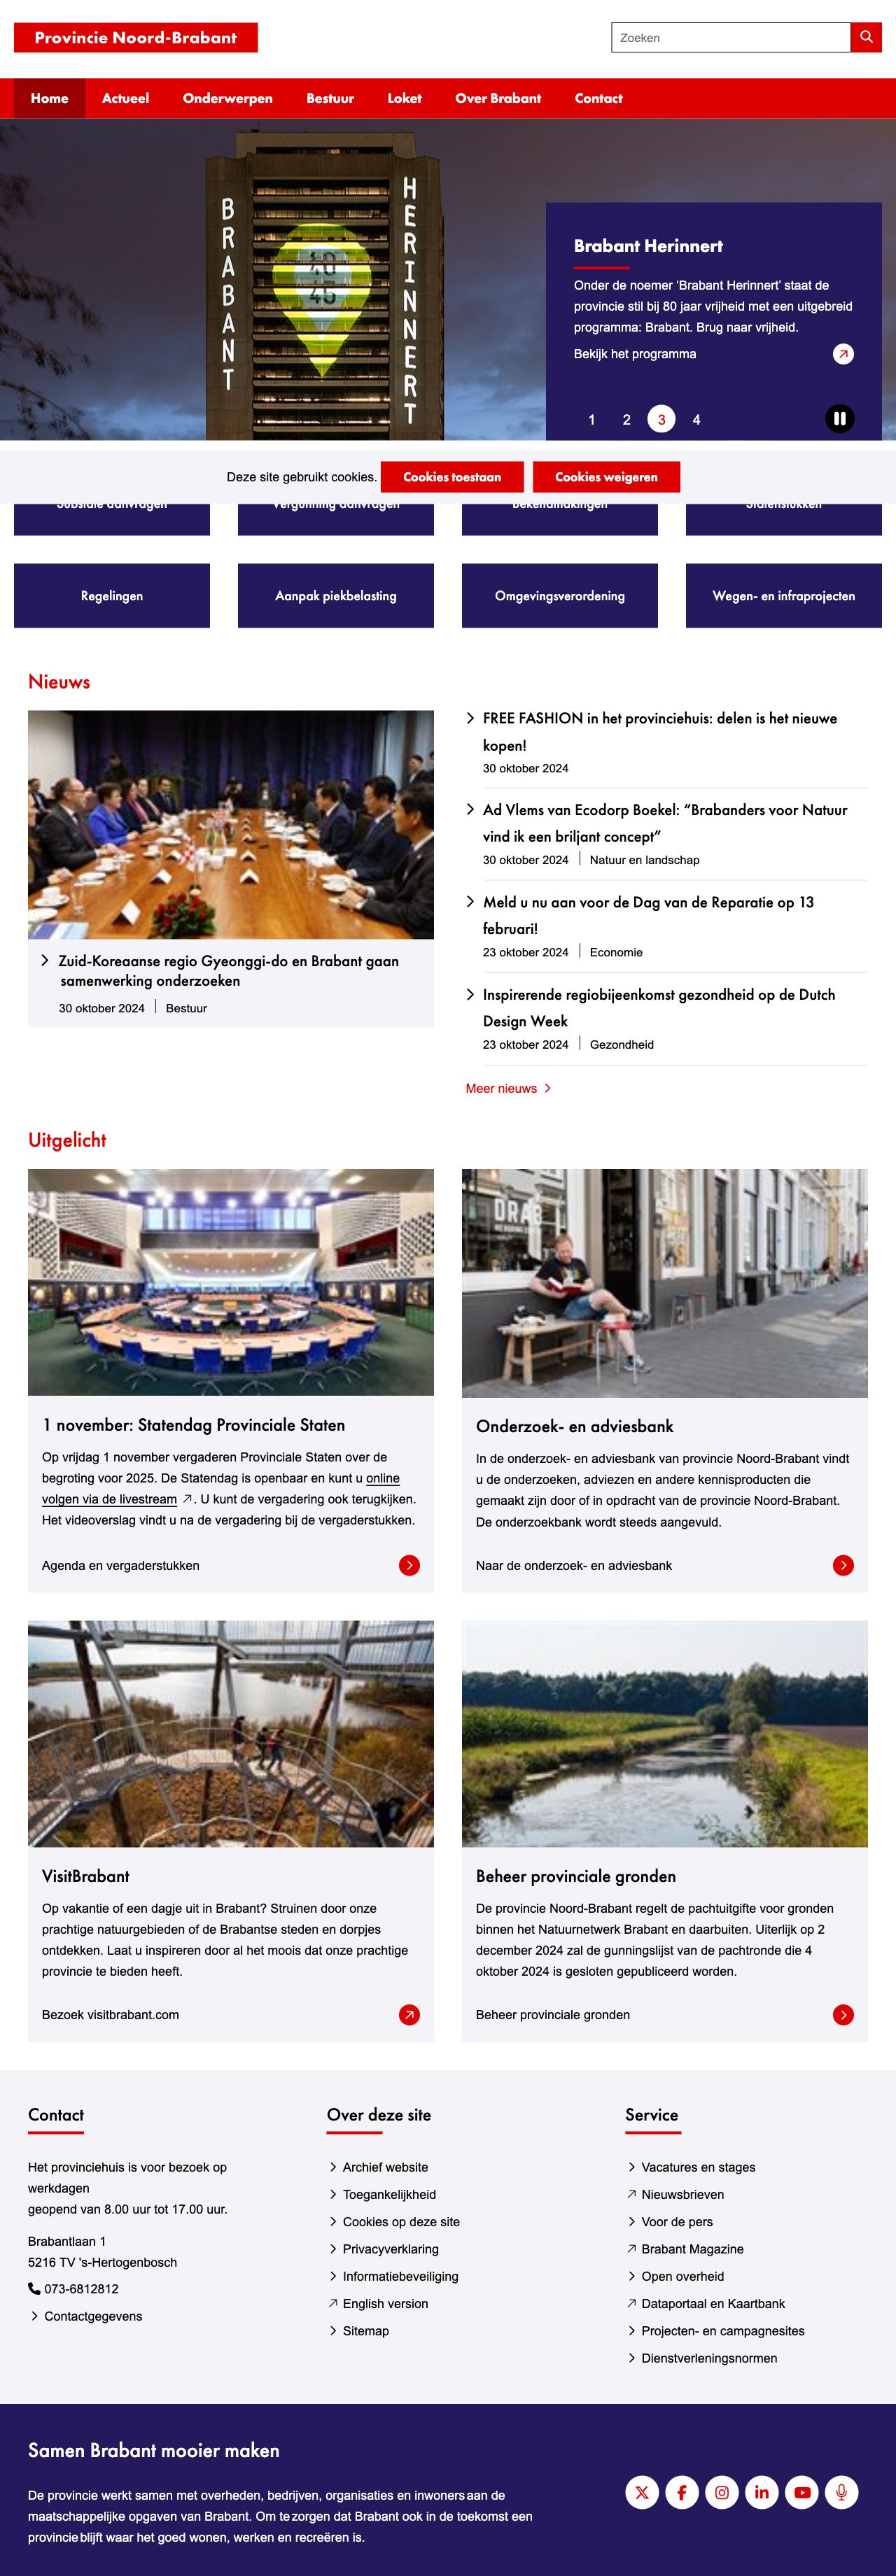 Provincie Noord-Brabant
Zoeken
Home Actueel Onderwerpen Bestuur Loket Over Brabant Contact
BRABANT
HERINNERT
40
45
Brabant Herinnert
Onder de noemer 'Brabant Herinnert' staat de
provincie stil bij 80 jaar vrijheid met een uitgebreid
programma: Brabant. Brug naar vrijheid.
Bekijk het programma
1 2 3 4
Deze site gebruikt cookies. Cookies toestaan Cookies weigeren
Subsidie aanvragen Vergunning aanvragen Bekendmakingen Statenstukken
Regelingen Aanpak piekbelasting Omgevingsverordening Wegen- en infraprojecten
Nieuws
Zuid-Koreaanse regio Gyeonggi-do en Brabant gaan
samenwerking onderzoeken
30 oktober 2024 Bestuur
FREE FASHION in het provinciehuis: delen is het nieuwe
kopen!
30 oktober 2024
Ad Vlems van Ecodorp Boekel: “Brabanders voor Natuur
vind ik een briljant concept”
30 oktober 2024 Natuur en landschap
Meld u nu aan voor de Dag van de Reparatie op 13
februari!
23 oktober 2024 Economie
Inspirerende regiobijeenkomst gezondheid op de Dutch
Design Week
23 oktober 2024 Gezondheid
Meer nieuws
Uitgelicht
1 november: Statendag Provinciale Staten
Op vrijdag 1 november vergaderen Provinciale Staten over de
begroting voor 2025. De Statendag is openbaar en kunt u online
volgen via de livestream . U kunt de vergadering ook terugkijken.
Het videoverslag vindt u na de vergadering bij de vergaderstukken.
Agenda en vergaderstukken
DRAB
Onderzoek- en adviesbank
In de onderzoek- en adviesbank van provincie Noord-Brabant vindt
u de onderzoeken, adviezen en andere kennisproducten die
gemaakt zijn door of in opdracht van de provincie Noord-Brabant.
De onderzoekbank wordt steeds aangevuld.
Naar de onderzoek- en adviesbank
VisitBrabant
Op vakantie of een dagje uit in Brabant? Struinen door onze
prachtige natuurgebieden of de Brabantse steden en dorpjes
ontdekken. Laat u inspireren door al het moois dat onze prachtige
provincie te bieden heeft.
Bezoek visitbrabant.com
Beheer provinciale gronden
De provincie Noord-Brabant regelt de pachtuitgifte voor gronden
binnen het Natuurnetwerk Brabant en daarbuiten. Uiterlijk op 2
december 2024 zal de gunningslijst van de pachtronde die 4
oktober 2024 is gesloten gepubliceerd worden.
Beheer provinciale gronden
Contact
Het provinciehuis is voor bezoek op
werkdagen
geopend van 8.00 uur tot 17.00 uur.
Brabantlaan 1
5216 TV 's-Hertogenbosch
073-6812812
Contactgegevens
Over deze site
Archief website
Toegankelijkheid
Cookies op deze site
Privacyverklaring
Informatiebeveiliging
English version
Sitemap
Service
Vacatures en stages
Nieuwsbrieven
Voor de pers
Brabant Magazine
Open overheid
Dataportaal en Kaartbank
Projecten- en campagnesites
Dienstverleningsnormen
Samen Brabant mooier maken
De provincie werkt samen met overheden, bedrijven, organisaties en inwoners aan de
maatschappelijke opgaven van Brabant. Om te zorgen dat Brabant ook in de toekomst een
provincie blijft waar het goed wonen, werken en recreëren is.